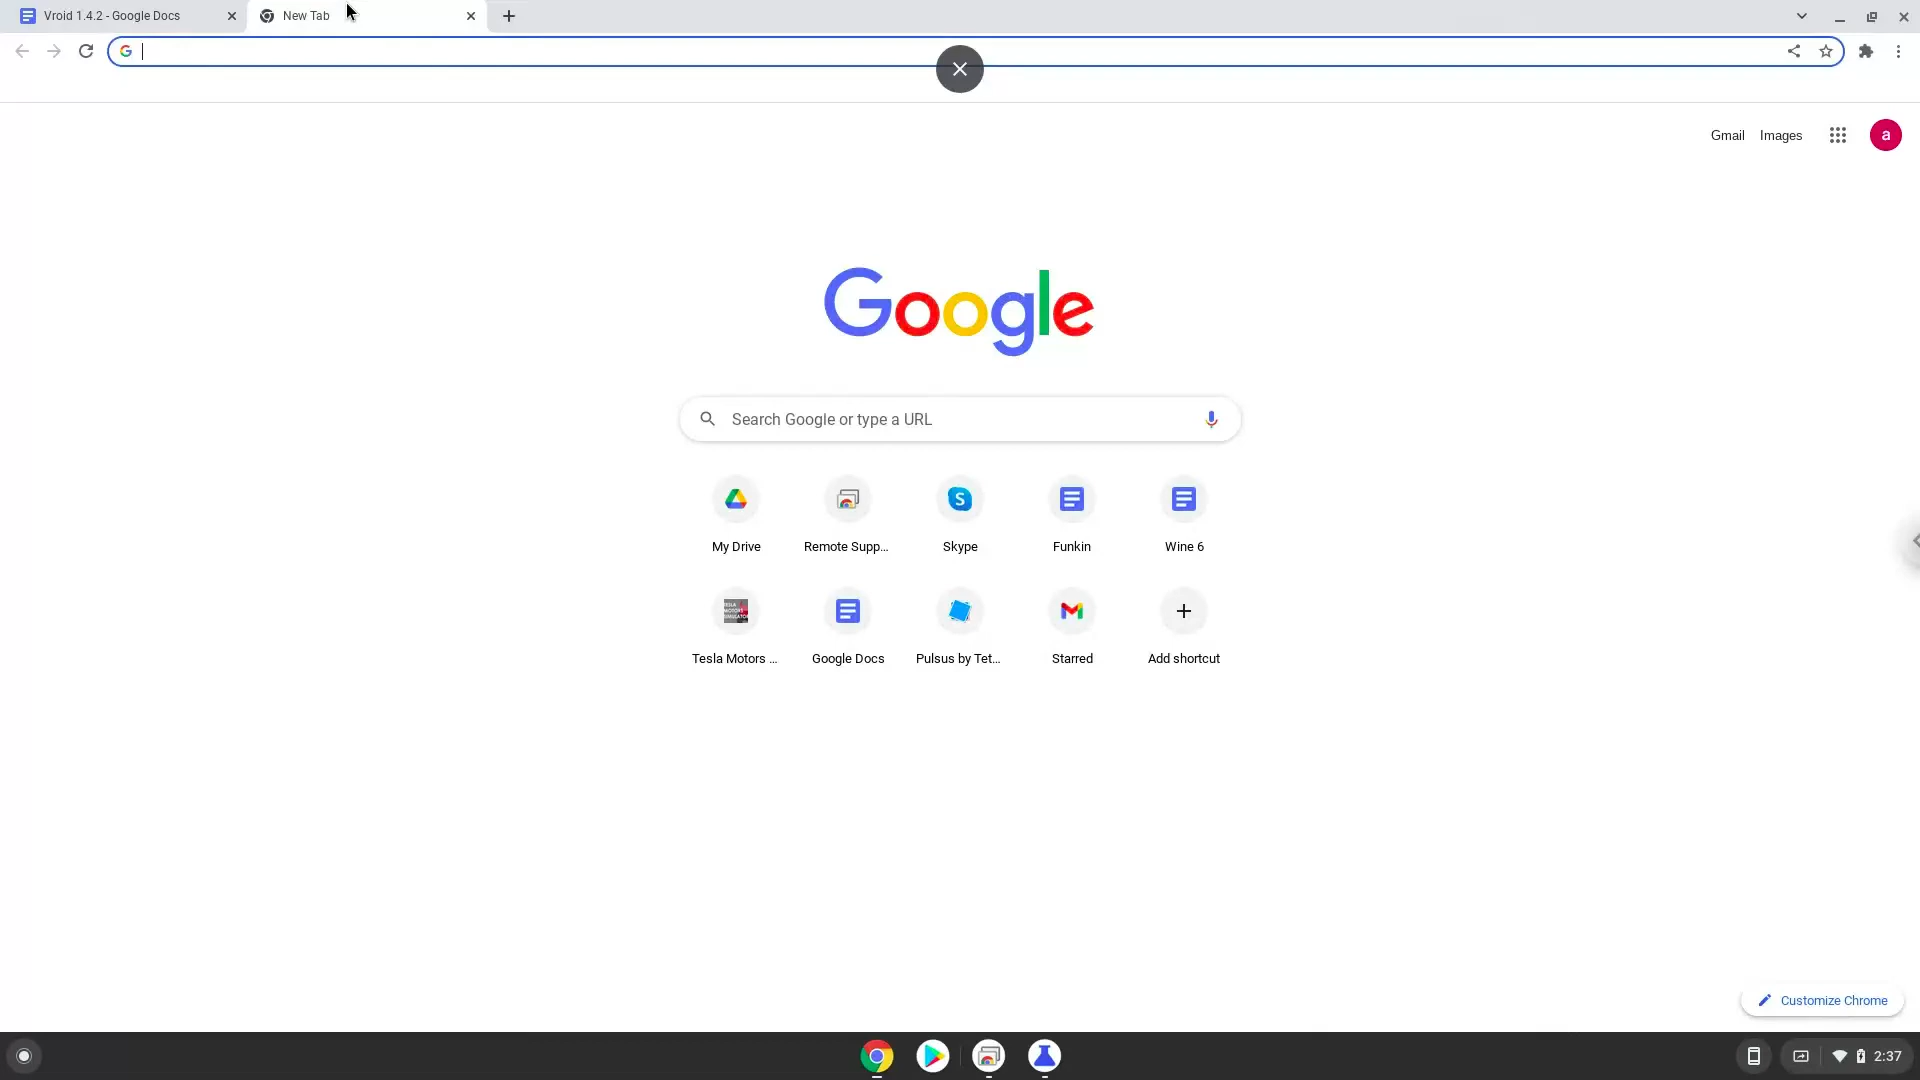 Vroid 1.4.2 - Google Docs
New Tab
Gmail Images
a
Google
Search Google or type a URL
My Drive
Remote Supp...
Skype
Funkin
Wine 6
Tesla Motors ...
Google Docs
Pulsus by Tet...
Starred
Add shortcut
Customize Chrome
2:37